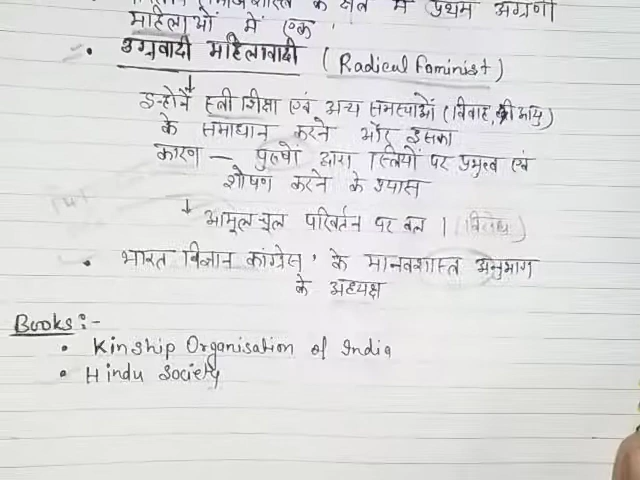 के क्षेत्र में प्रथम अग्रणी
महिलाओं में एक
• उग्रवादी महिलावादी (Radical Feminist)
↓
इन्होंने स्त्री शिक्षा एवं अन्य समस्याओं (विवाह,
के समाधान करने और इसका
कारण — पुरुषों द्वारा स्त्रियों पर प्रभुत्व एवं
शोषण करने के प्रयास
↓
आमूलचूल परिवर्तन पर बल।
• भारत विज्ञान कांग्रेस' के मानवशास्त्र अनुभाग
के अध्यक्ष
Books:-
• Kinship Organisation of India
• Hindu Society